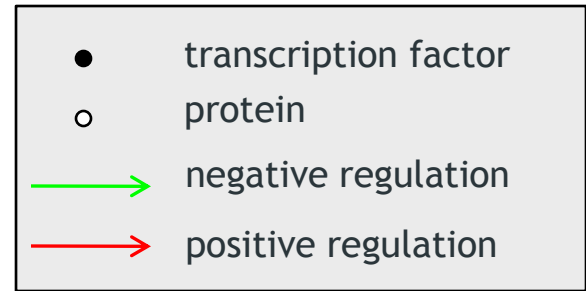 transcription factor
protein
negative regulation
positive regulation